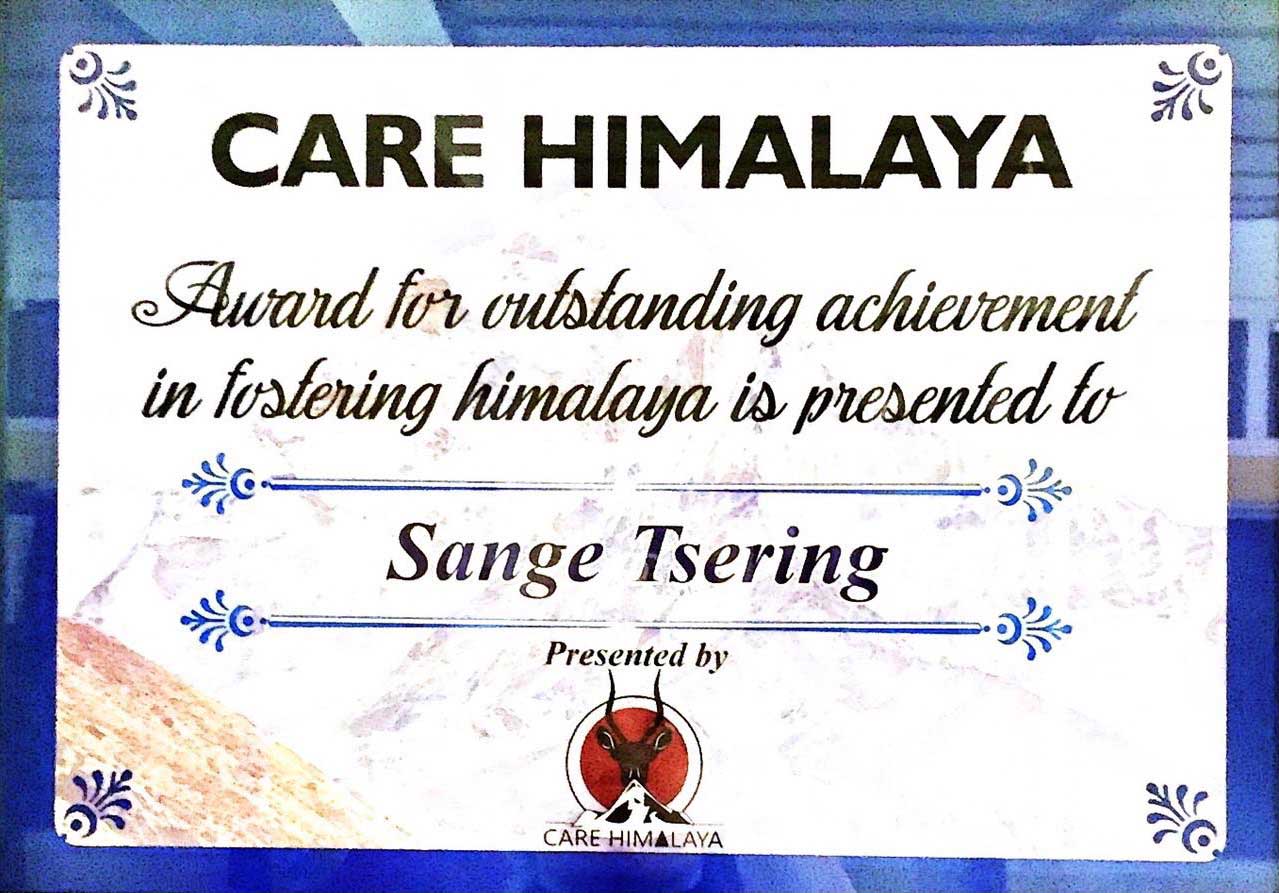 CARE HIMALAYA
Award for outstanding achievement
in fostering himalaya is presented to
Sange Tsering
Presented by
CARE HIMALAYA